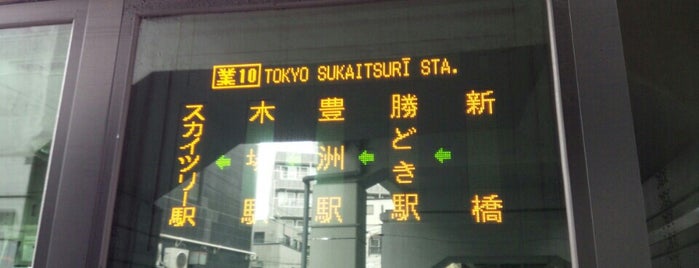 業10 TOKYO SUKAITSURĪ STA.
新橋
←
勝どき駅
←
豊洲駅
←
木場駅
←
スカイツリー駅